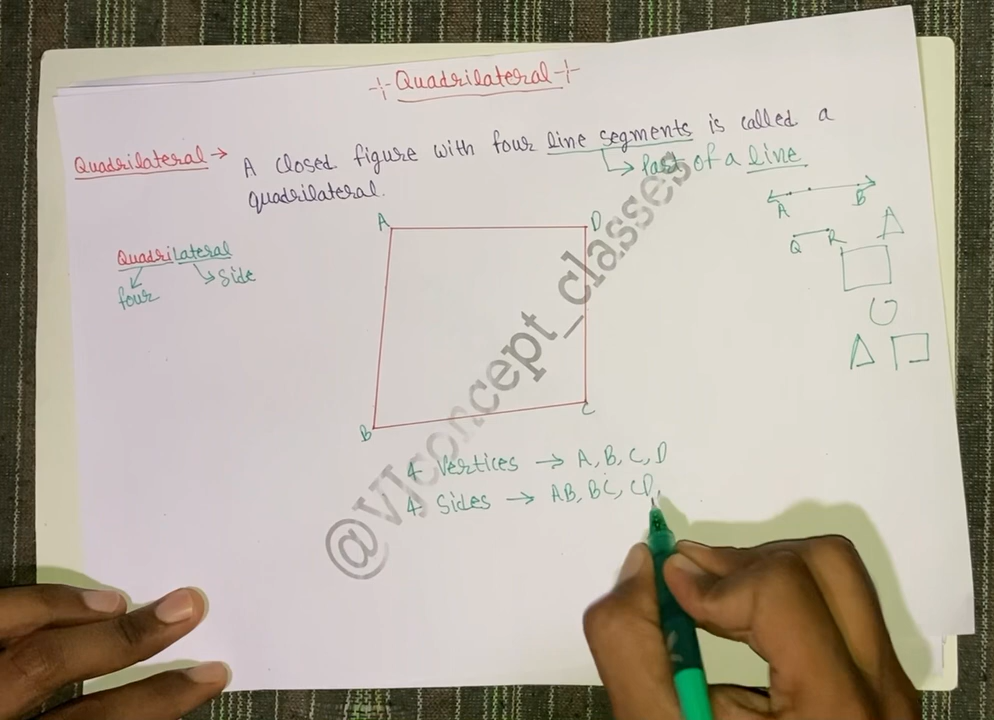 Quadrilateral
Quadrilateral → A closed figure with four line segments is called a
quadrilateral.
→ Part of a line
A B
Q R
Quadrilateral
four
Side
A D
B C
4 Vertices → A, B, C, D
4 Sides → AB, BC, CD,
@VJconcept_classes